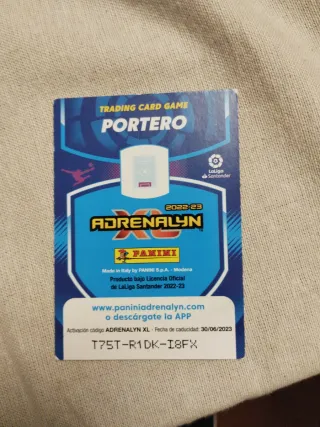 TRADING CARD GAME
PORTERO
LaLiga
Santander
2022-23
ADRENALYN
XL
PANINI
Made in Italy by PANINI S.p.A. - Modena
Producto bajo Licencia Oficial
de LaLiga Santander 2022-23
www.paniniadrenalyn.com
o descárgate la APP
Activación código ADRENALYN XL - Fecha de caducidad: 30/06/2023
T75T-R1DK-I8FX